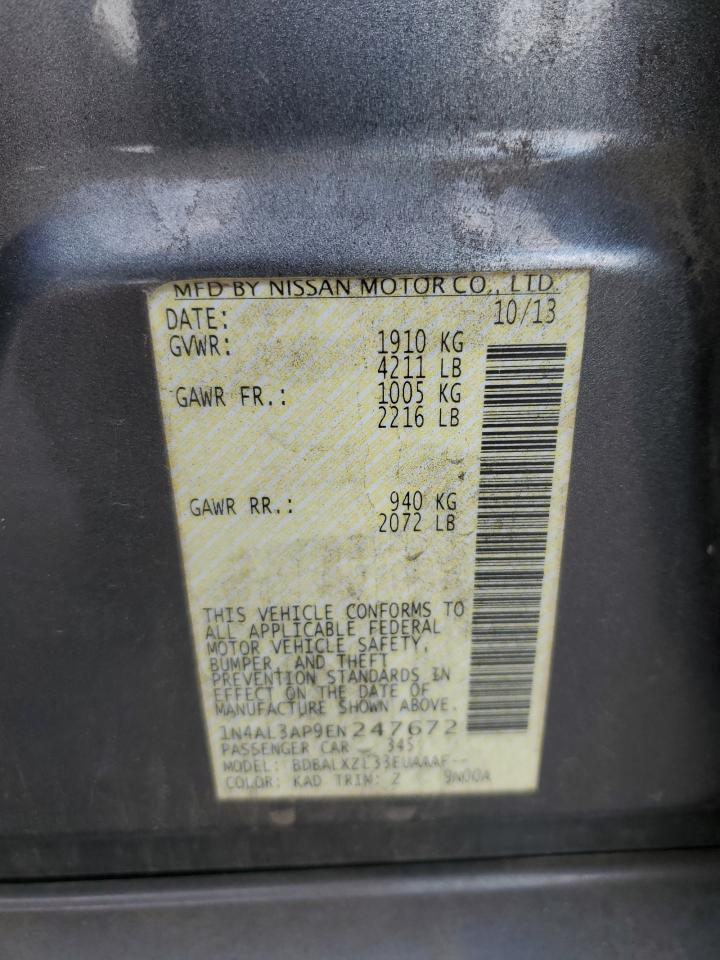 MFD BY NISSAN MOTOR CO., LTD.
DATE: 10/13
GVWR: 1910 KG
4211 LB
GAWR FR.: 1005 KG
2216 LB
GAWR RR.: 940 KG
2072 LB
THIS VEHICLE CONFORMS TO
ALL APPLICABLE FEDERAL
MOTOR VEHICLE SAFETY,
BUMPER, AND THEFT
PREVENTION STANDARDS IN
EFFECT ON THE DATE OF
MANUFACTURE SHOWN ABOVE.
1N4AL3AP9EN247672
PASSENGER CAR 345
MODEL: BDBALXZL33EUAAAF--
COLOR: KAD TRIM: Z 9N00A